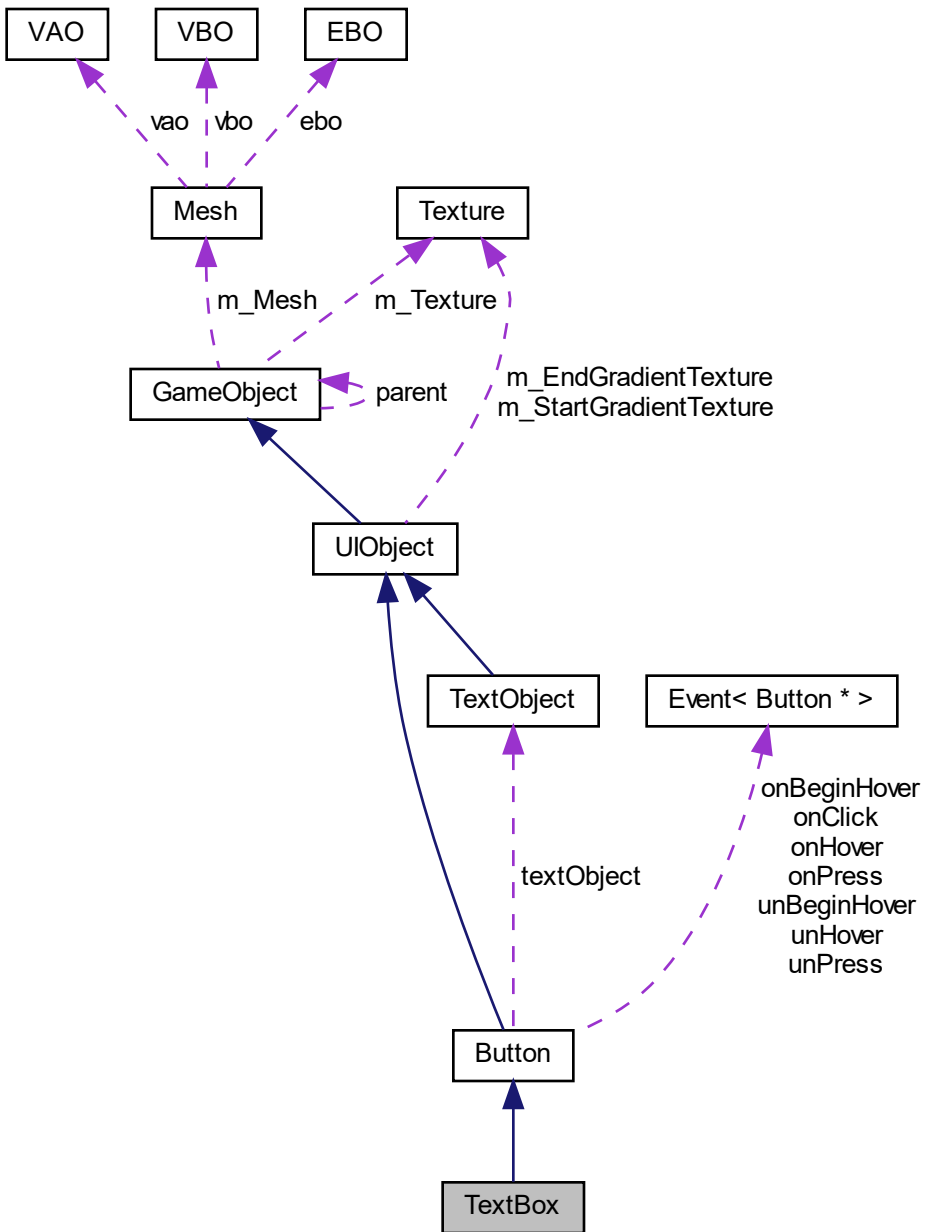 VAO
VBO
EBO
vao
vbo
ebo
Mesh
Texture
m_Mesh
m_Texture
GameObject
parent
m_EndGradientTexture
m_StartGradientTexture
UIObject
TextObject
Event< Button * >
textObject
onBeginHover
onClick
onHover
onPress
unBeginHover
unHover
unPress
Button
TextBox